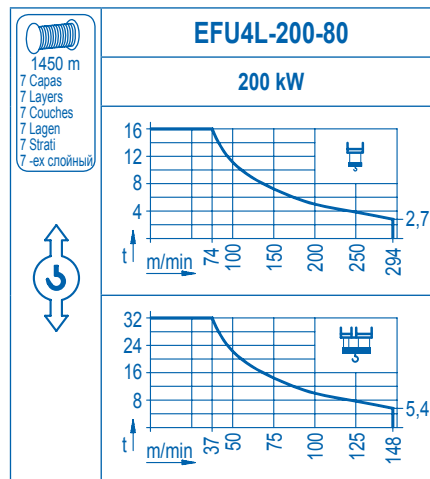 1450 m
7 Capas
7 Layers
7 Couches
7 Lagen
7 Strati
7 -ех слойный
EFU4L-200-80
200 kW
16
12
8
4
2,7
t
m/min
74
100
150
200
250
294
32
24
16
8
5,4
t
m/min
37
50
75
100
125
148